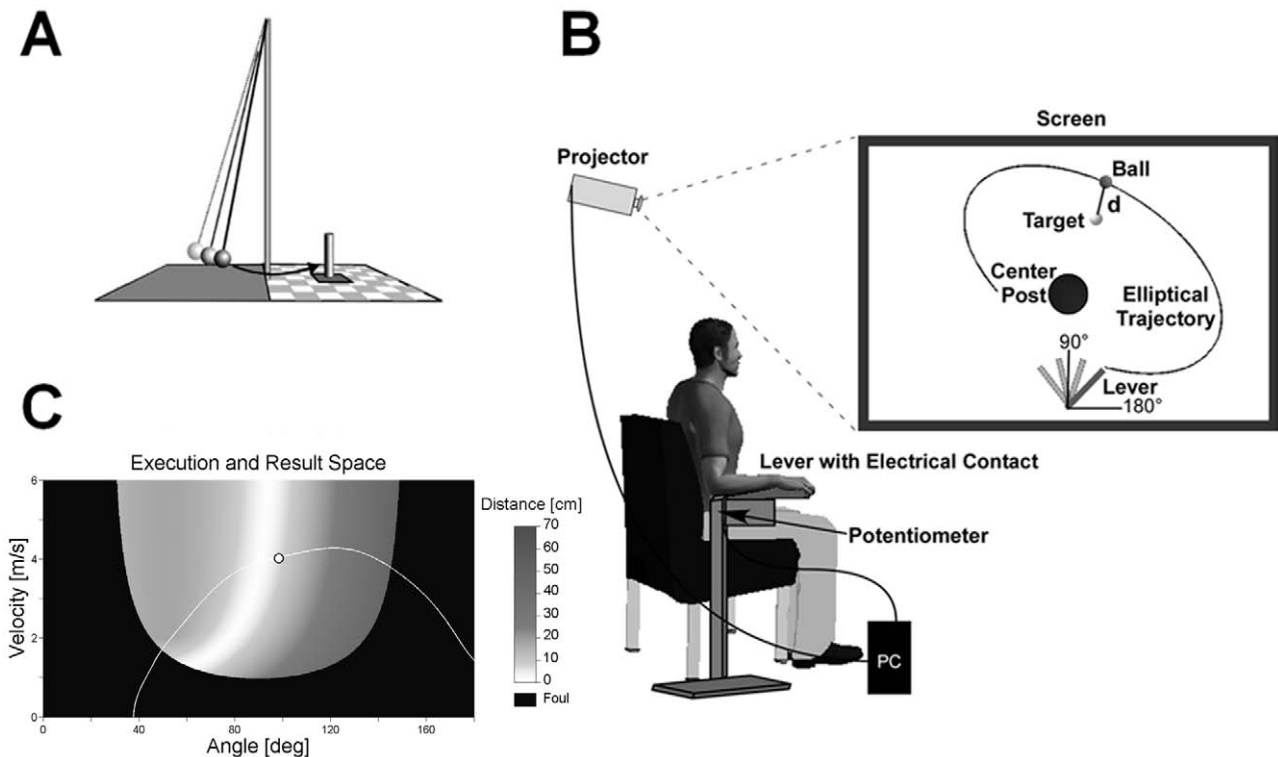 A
B
Screen
Projector
Ball
d
Target
Center
Post
Elliptical
Trajectory
90°
Lever
180°
Lever with Electrical Contact
Potentiometer
PC
C
Execution and Result Space
Distance [cm]
70
60
50
40
30
20
10
0
Foul
Velocity [m/s]
6
4
2
0
0
40
80
120
160
Angle [deg]